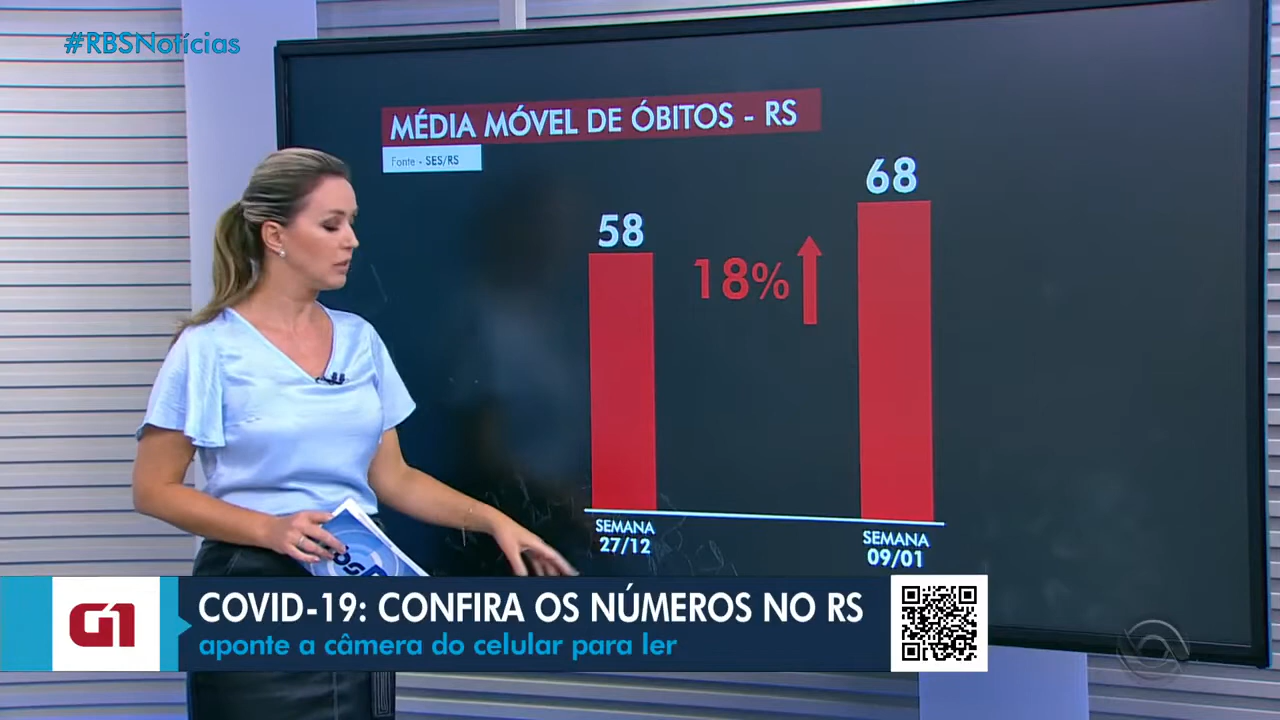 #RBSNotícias
MÉDIA MÓVEL DE ÓBITOS - RS
Fonte - SES/RS
58
18%
68
SEMANA
27/12
SEMANA
09/01
G1
COVID-19: CONFIRA OS NÚMEROS NO RS
aponte a câmera do celular para ler